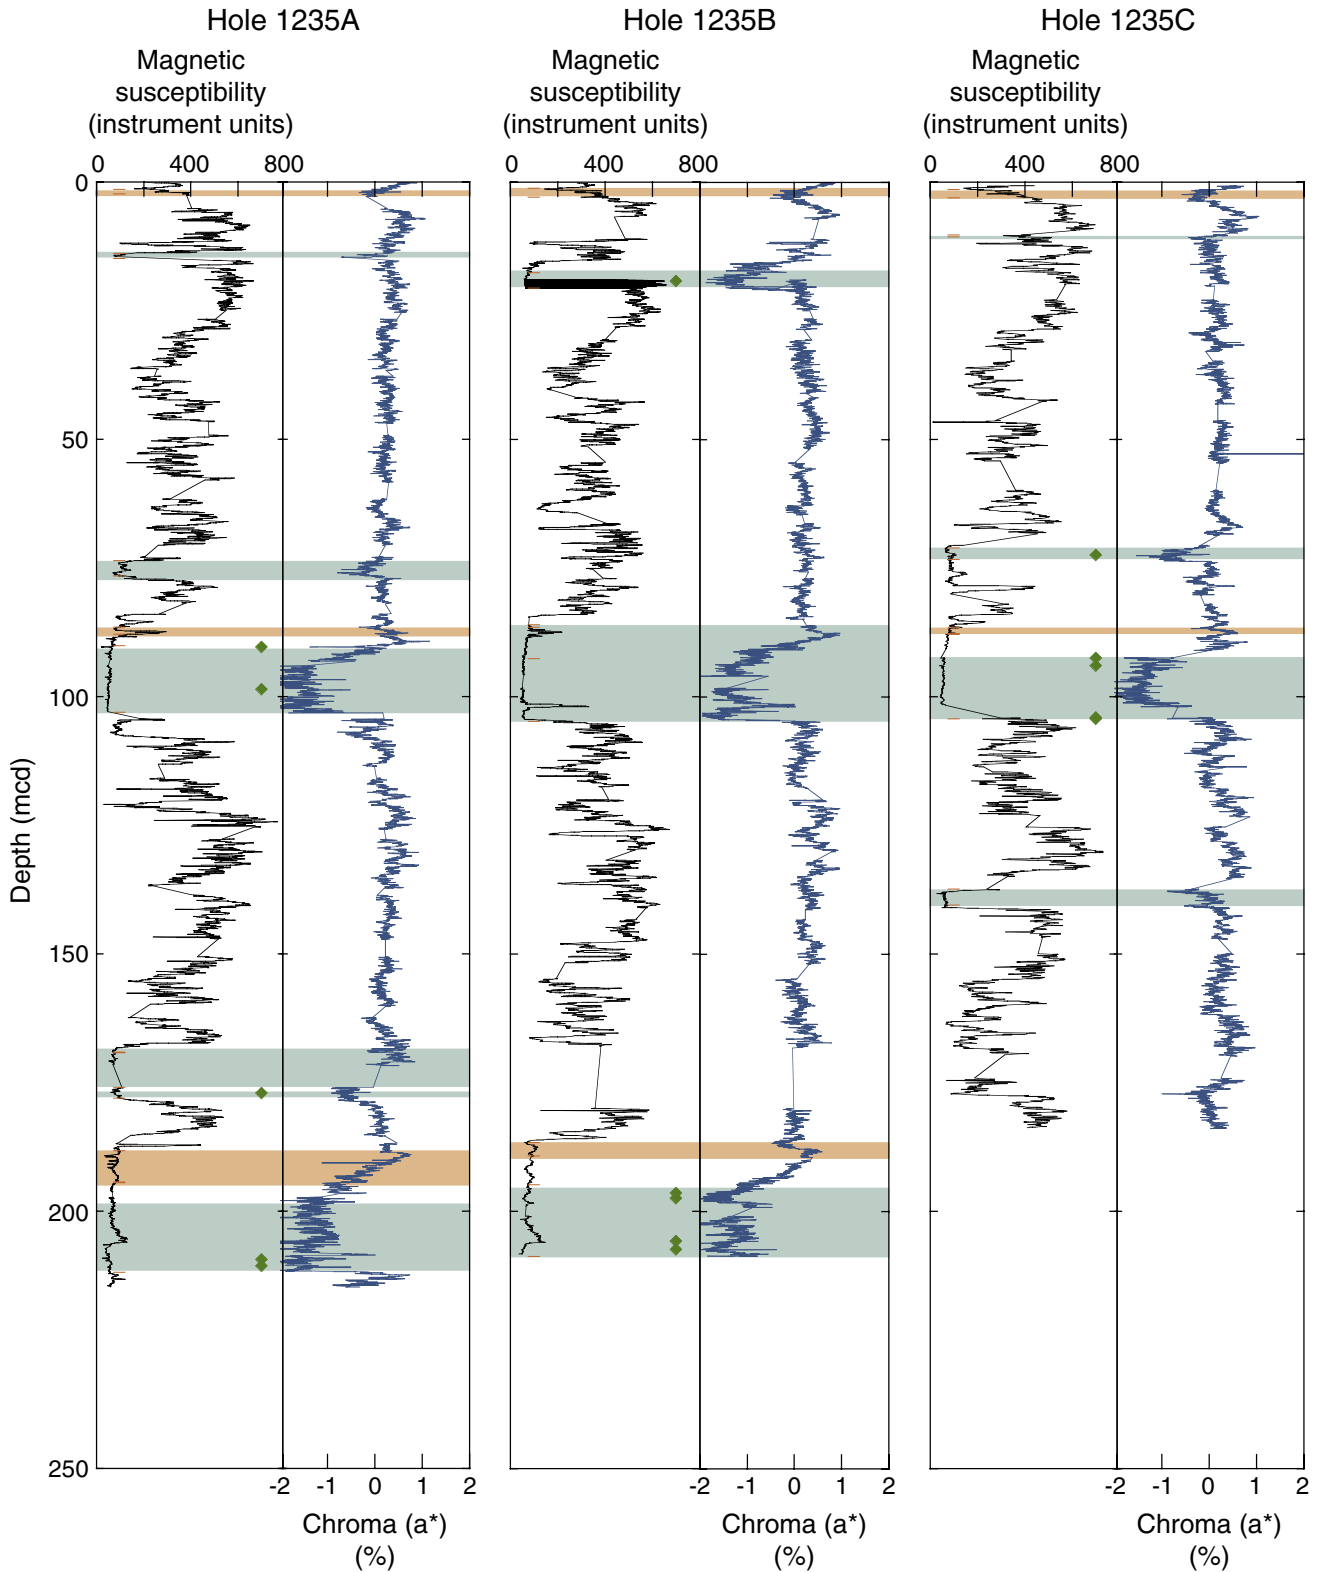 Hole 1235A
Hole 1235B
Hole 1235C
Magnetic
susceptibility
(instrument units)
Magnetic
susceptibility
(instrument units)
Magnetic
susceptibility
(instrument units)
0 400 800
0 400 800
0 400 800
0
50
100
150
200
250
Depth (mcd)
-2 -1 0 1 2
-2 -1 0 1 2
-2 -1 0 1 2
Chroma (a*)
(%)
Chroma (a*)
(%)
Chroma (a*)
(%)